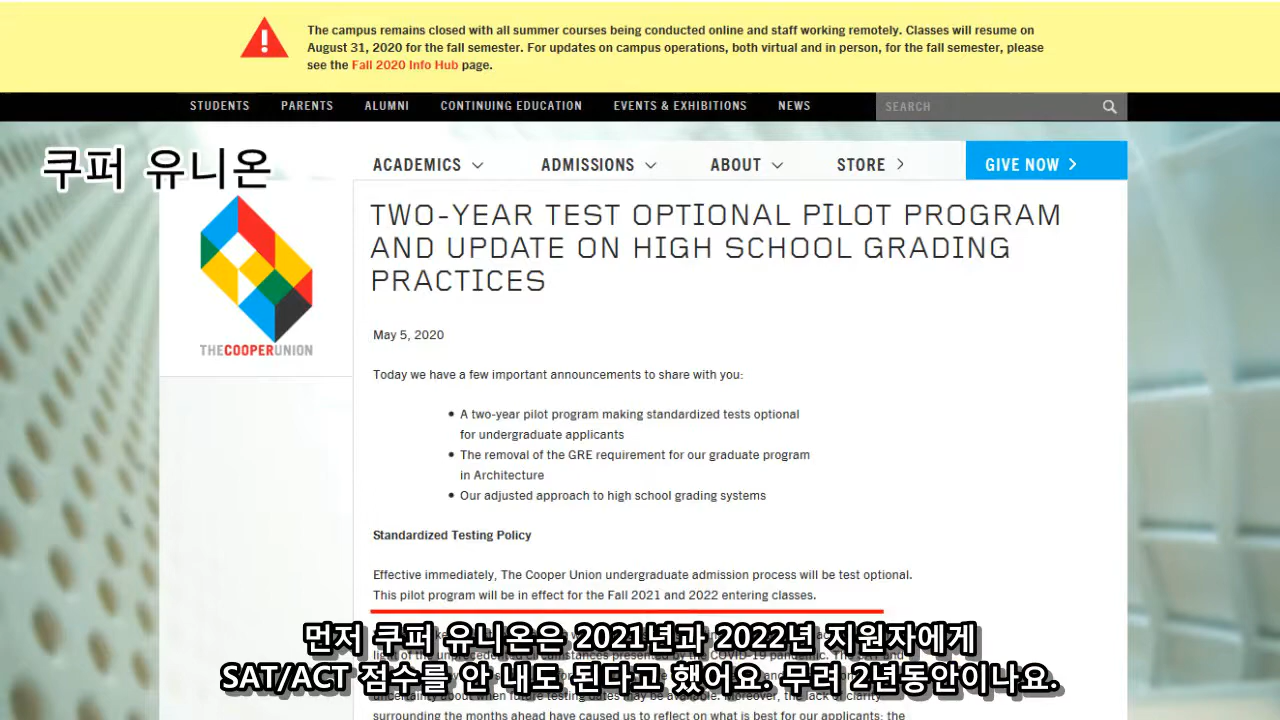 The campus remains closed with all summer courses being conducted online and staff working remotely. Classes will resume on
August 31, 2020 for the fall semester. For updates on campus operations, both virtual and in person, for the fall semester, please
see the Fall 2020 Info Hub page.
STUDENTS PARENTS ALUMNI CONTINUING EDUCATION EVENTS & EXHIBITIONS NEWS SEARCH
쿠퍼 유니온
ACADEMICS ADMISSIONS ABOUT STORE GIVE NOW
THECOOPERUNION
TWO-YEAR TEST OPTIONAL PILOT PROGRAM
AND UPDATE ON HIGH SCHOOL GRADING
PRACTICES
May 5, 2020
Today we have a few important announcements to share with you:
• A two-year pilot program making standardized tests optional
for undergraduate applicants
• The removal of the GRE requirement for our graduate program
in Architecture
• Our adjusted approach to high school grading systems
Standardized Testing Policy
Effective immediately, The Cooper Union undergraduate admission process will be test optional.
This pilot program will be in effect for the Fall 2021 and 2022 entering classes.
먼저 쿠퍼 유니온은 2021년과 2022년 지원자에게
SAT/ACT 점수를 안 내도 된다고 했어요. 무려 2년동안이나요.
surrounding the months ahead have caused us to reflect on what is best for our applicants: the